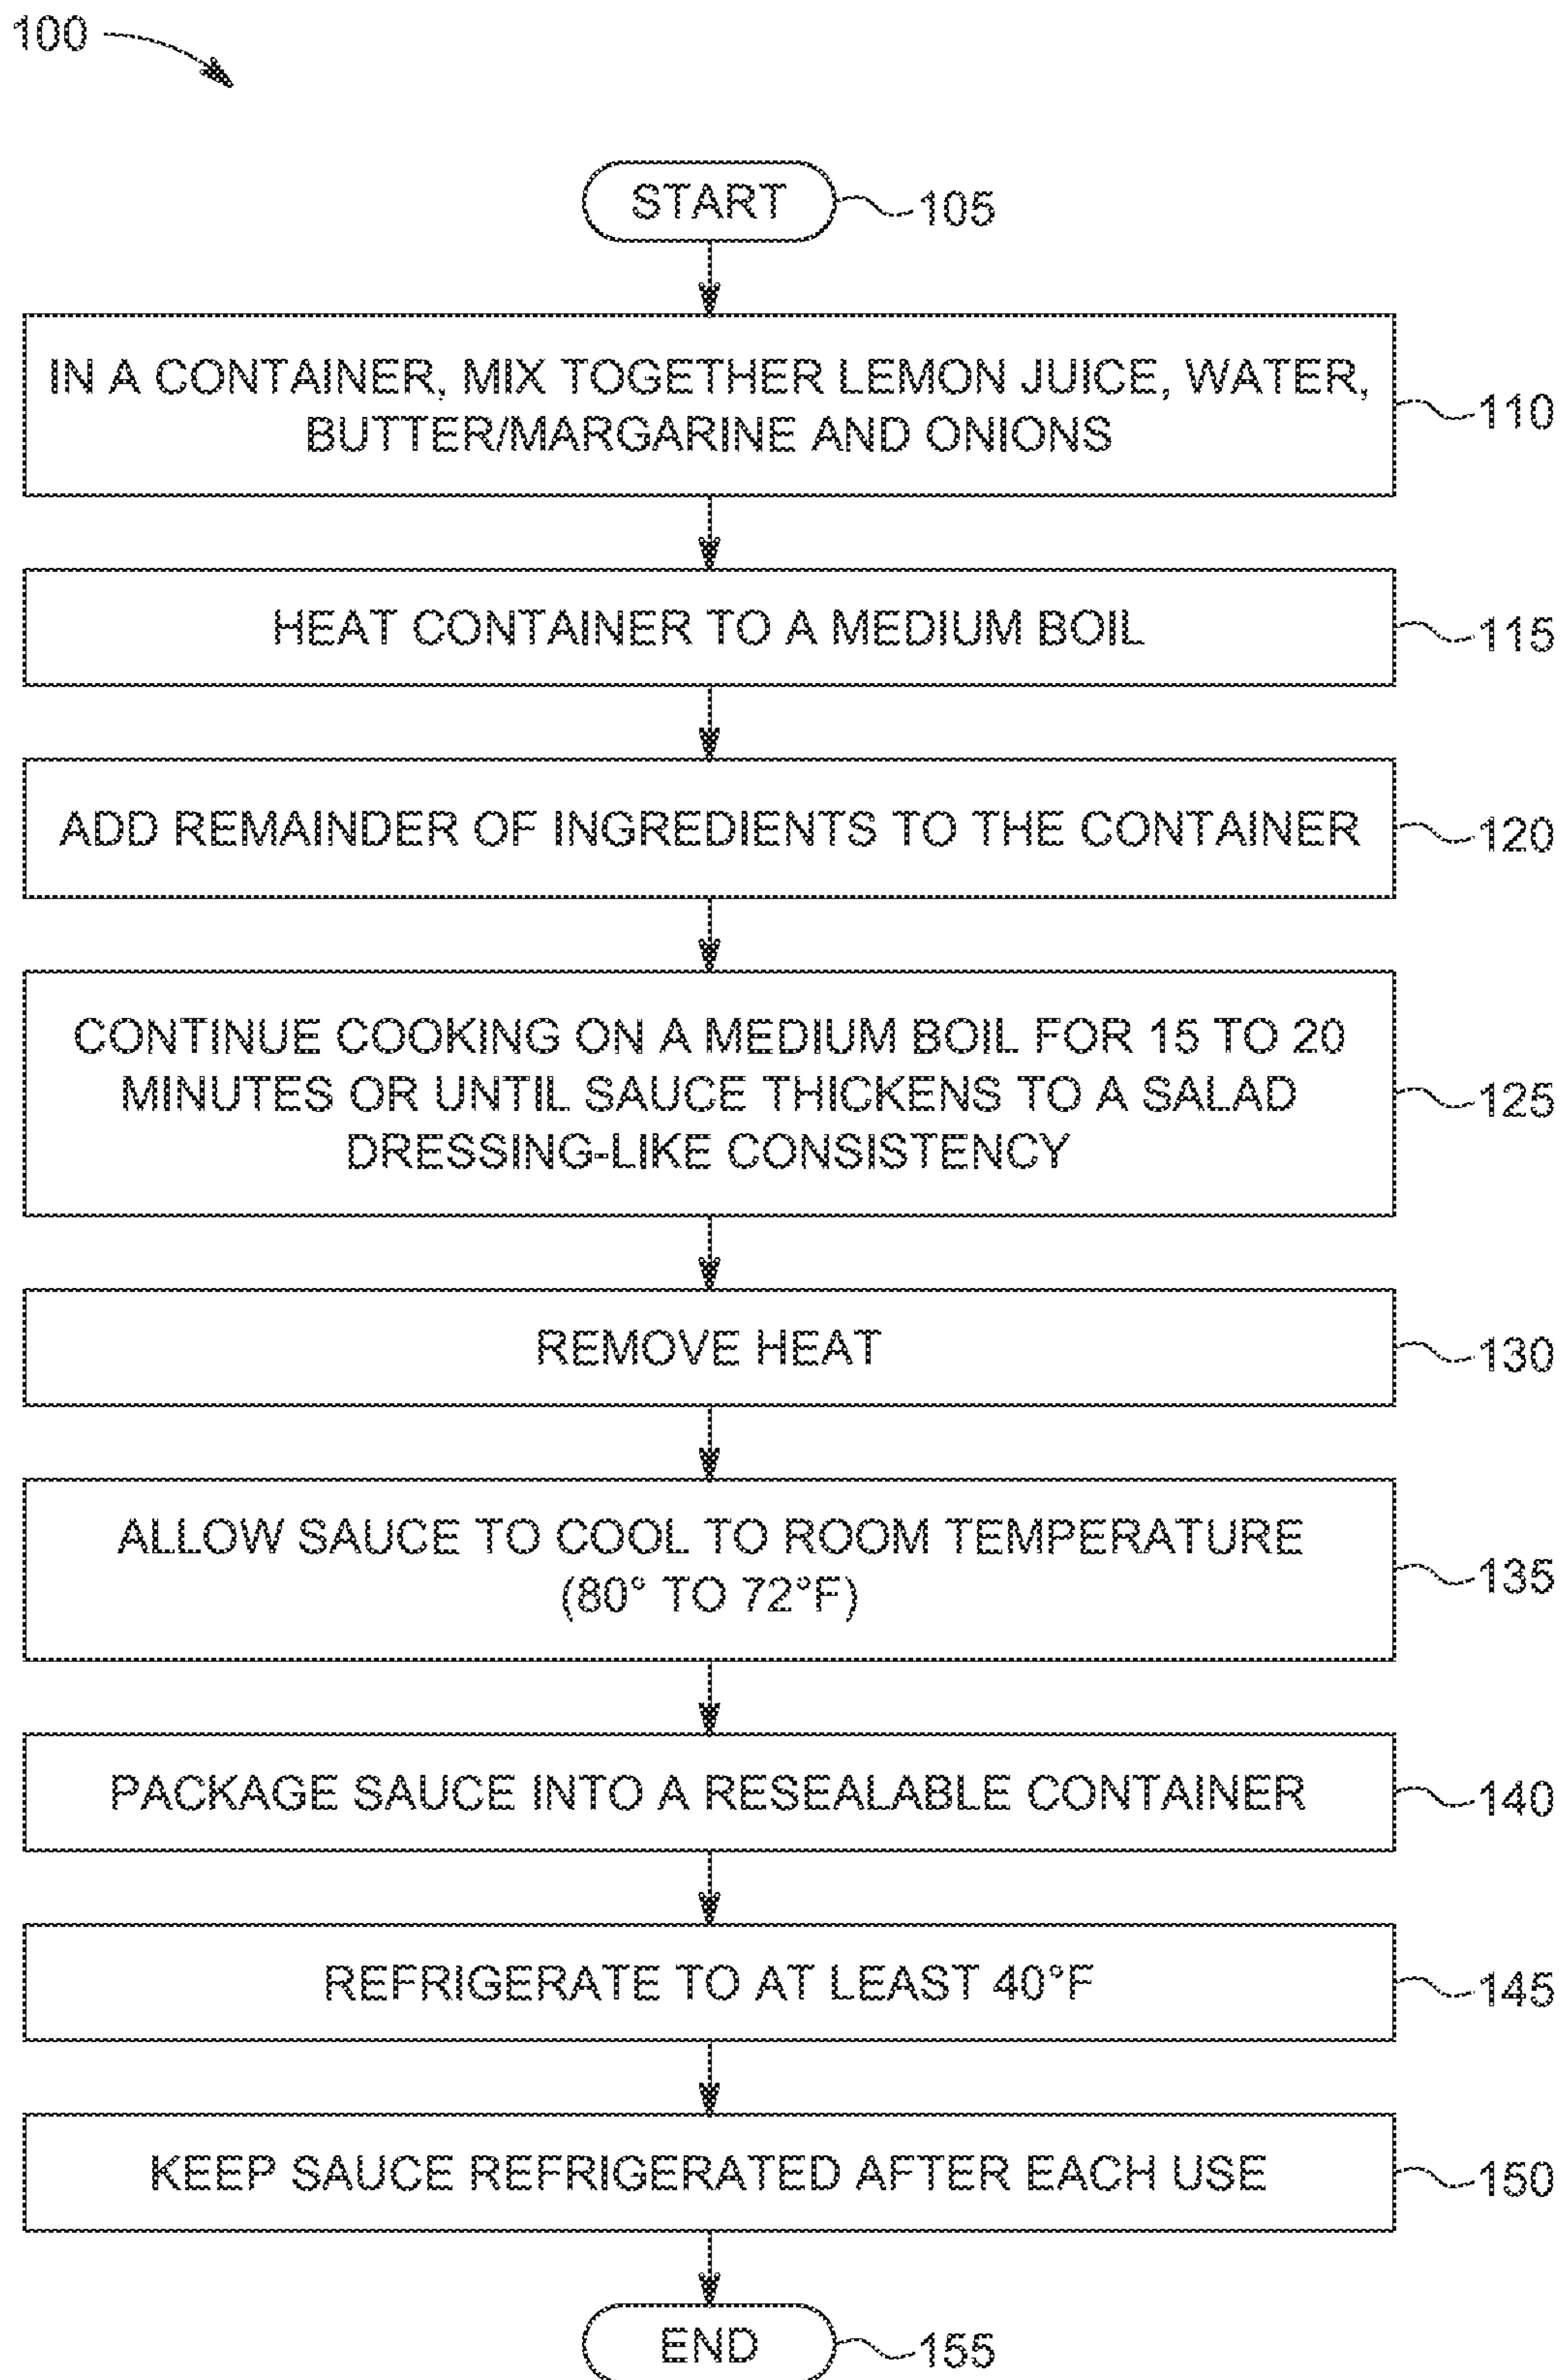 100
START
105
IN A CONTAINER, MIX TOGETHER LEMON JUICE, WATER,
BUTTER/MARGARINE AND ONIONS
110
HEAT CONTAINER TO A MEDIUM BOIL
115
ADD REMAINDER OF INGREDIENTS TO THE CONTAINER
120
CONTINUE COOKING ON A MEDIUM BOIL FOR 15 TO 20
MINUTES OR UNTIL SAUCE THICKENS TO A SALAD
DRESSING-LIKE CONSISTENCY
125
REMOVE HEAT
130
ALLOW SAUCE TO COOL TO ROOM TEMPERATURE
(80° TO 72°F)
135
PACKAGE SAUCE INTO A RESEALABLE CONTAINER
140
REFRIGERATE TO AT LEAST 40°F
145
KEEP SAUCE REFRIGERATED AFTER EACH USE
150
END
155